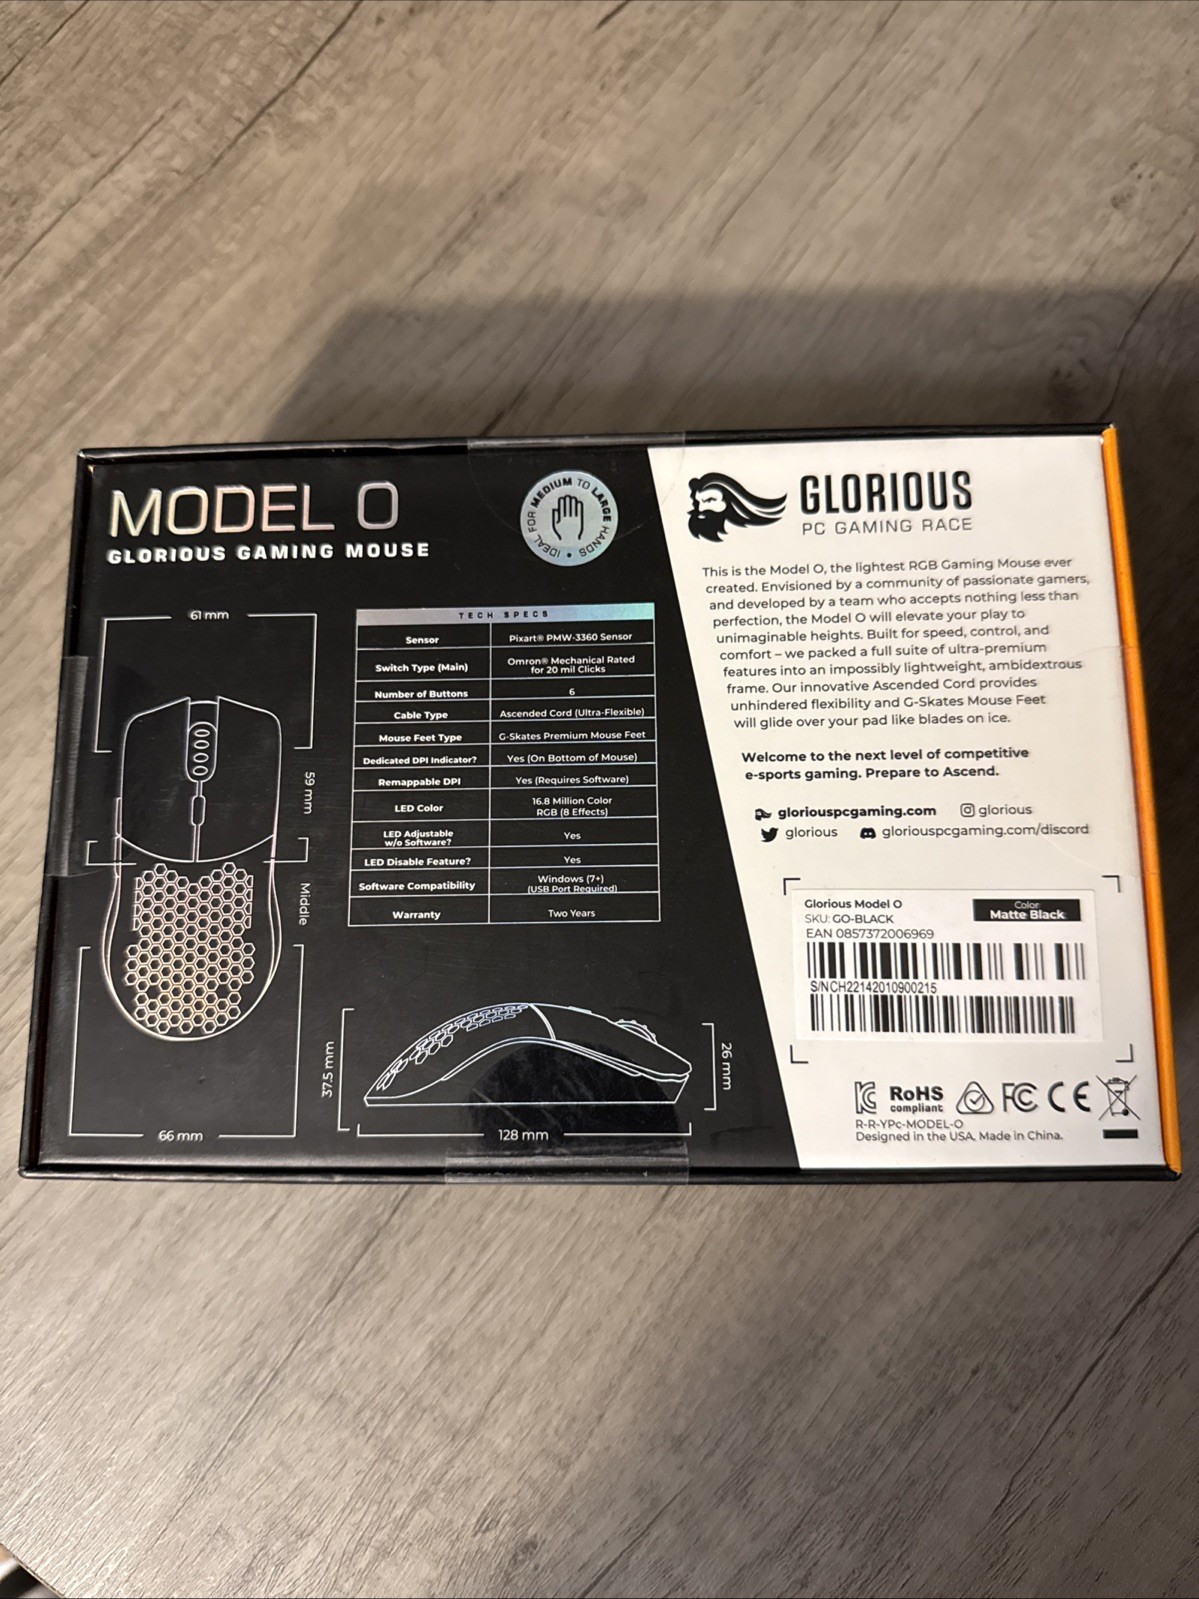 MODEL O
GLORIOUS GAMING MOUSE
IDEAL FOR MEDIUM TO LARGE HANDS
61 mm
59 mm
Middle
66 mm
TECH SPECS
Sensor Pixart® PMW-3360 Sensor
Switch Type (Main) Omron® Mechanical Rated
for 20 mil Clicks
Number of Buttons 6
Cable Type Ascended Cord (Ultra-Flexible)
Mouse Feet Type G-Skates Premium Mouse Feet
Dedicated DPI Indicator? Yes (On Bottom of Mouse)
Remappable DPI Yes (Requires Software)
LED Color 16.8 Million Color
RGB (8 Effects)
LED Adjustable
w/o Software? Yes
LED Disable Feature? Yes
Software Compatibility Windows (7+)
(USB Port Required)
Warranty Two Years
37.5 mm
26 mm
128 mm
GLORIOUS
PC GAMING RACE
This is the Model O, the lightest RGB Gaming Mouse ever
created. Envisioned by a community of passionate gamers,
and developed by a team who accepts nothing less than
perfection, the Model O will elevate your play to
unimaginable heights. Built for speed, control, and
comfort – we packed a full suite of ultra-premium
features into an impossibly lightweight, ambidextrous
frame. Our innovative Ascended Cord provides
unhindered flexibility and G-Skates Mouse Feet
will glide over your pad like blades on ice.
Welcome to the next level of competitive
e-sports gaming. Prepare to Ascend.
gloriouspcgaming.com glorious
glorious gloriouspcgaming.com/discord
Glorious Model O
SKU: GO-BLACK
Color
Matte Black
EAN 0857372006969
S/NCH22142010900215
RoHS
compliant
FC CE
R-R-YPc-MODEL-O
Designed in the USA, Made in China.